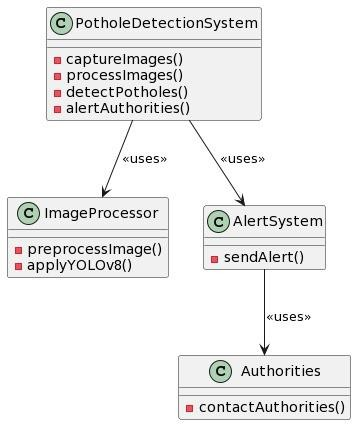 C PotholeDetectionSystem
captureImages()
processImages()
detectPotholes()
alertAuthorities()
«uses» «uses»
C ImageProcessor
preprocessImage()
applyYOLOv8()
C AlertSystem
sendAlert()
«uses»
C Authorities
contactAuthorities()